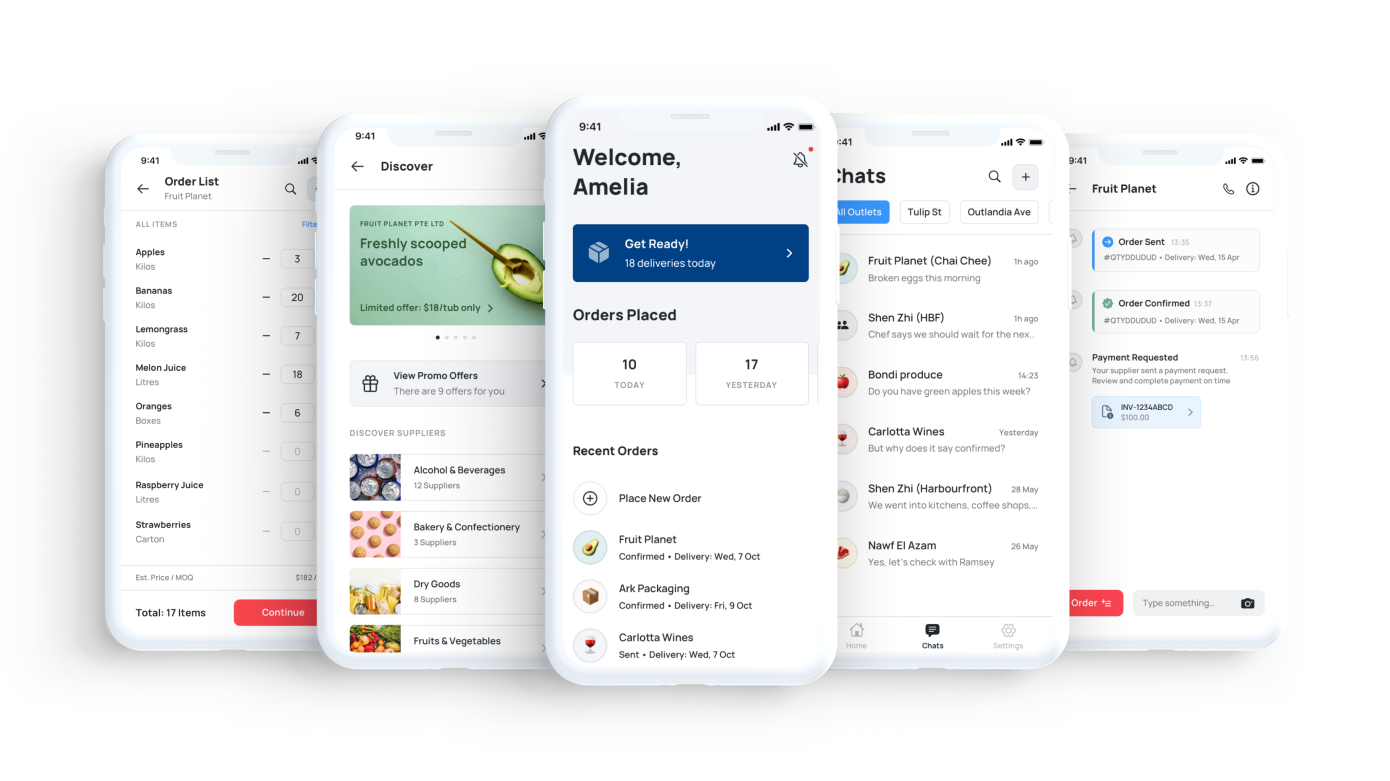 9:41
Order List
Fruit Planet
ALL ITEMS
Filte
Apples
Kilos
3
Bananas
Kilos
20
Lemongrass
Kilos
7
Melon Juice
Litres
18
Oranges
Boxes
6
Pineapples
Kilos
0
Raspberry Juice
Litres
0
Strawberries
Carton
0
Est. Price / MOQ
$182 /
Total: 17 Items
Continue
9:41
Discover
FRUIT PLANET PTE LTD
Freshly scooped
avocados
Limited offer: $18/tub only
View Promo Offers
There are 9 offers for you
DISCOVER SUPPLIERS
Alcohol & Beverages
12 Suppliers
Bakery & Confectionery
3 Suppliers
Dry Goods
8 Suppliers
Fruits & Vegetables
9:41
Welcome,
Amelia
Get Ready!
18 deliveries today
Orders Placed
10
TODAY
17
YESTERDAY
Recent Orders
Place New Order
Fruit Planet
Confirmed • Delivery: Wed, 7 Oct
Ark Packaging
Confirmed • Delivery: Fri, 9 Oct
Carlotta Wines
Sent • Delivery: Wed, 7 Oct
:41
Chats
All Outlets
Tulip St
Outlandia Ave
Fruit Planet (Chai Chee)
1h ago
Broken eggs this morning
Shen Zhi (HBF)
1h ago
Chef says we should wait for the nex..
Bondi produce
14:23
Do you have green apples this week?
Carlotta Wines
Yesterday
But why does it say confirmed?
Shen Zhi (Harbourfront)
28 May
We went into kitchens, coffee shops,...
Nawf El Azam
26 May
Yes, let's check with Ramsey
Home
Chats
Settings
9:41
Fruit Planet
Order Sent 13:35
#QTYDDUDUD • Delivery: Wed, 15 Apr
Order Confirmed 13:37
#QTYDDUDUD • Delivery: Wed, 15 Apr
Payment Requested
13:56
Your supplier sent a payment request.
Review and complete payment on time
INV-1234ABCD
$100.00
Order
Type something...